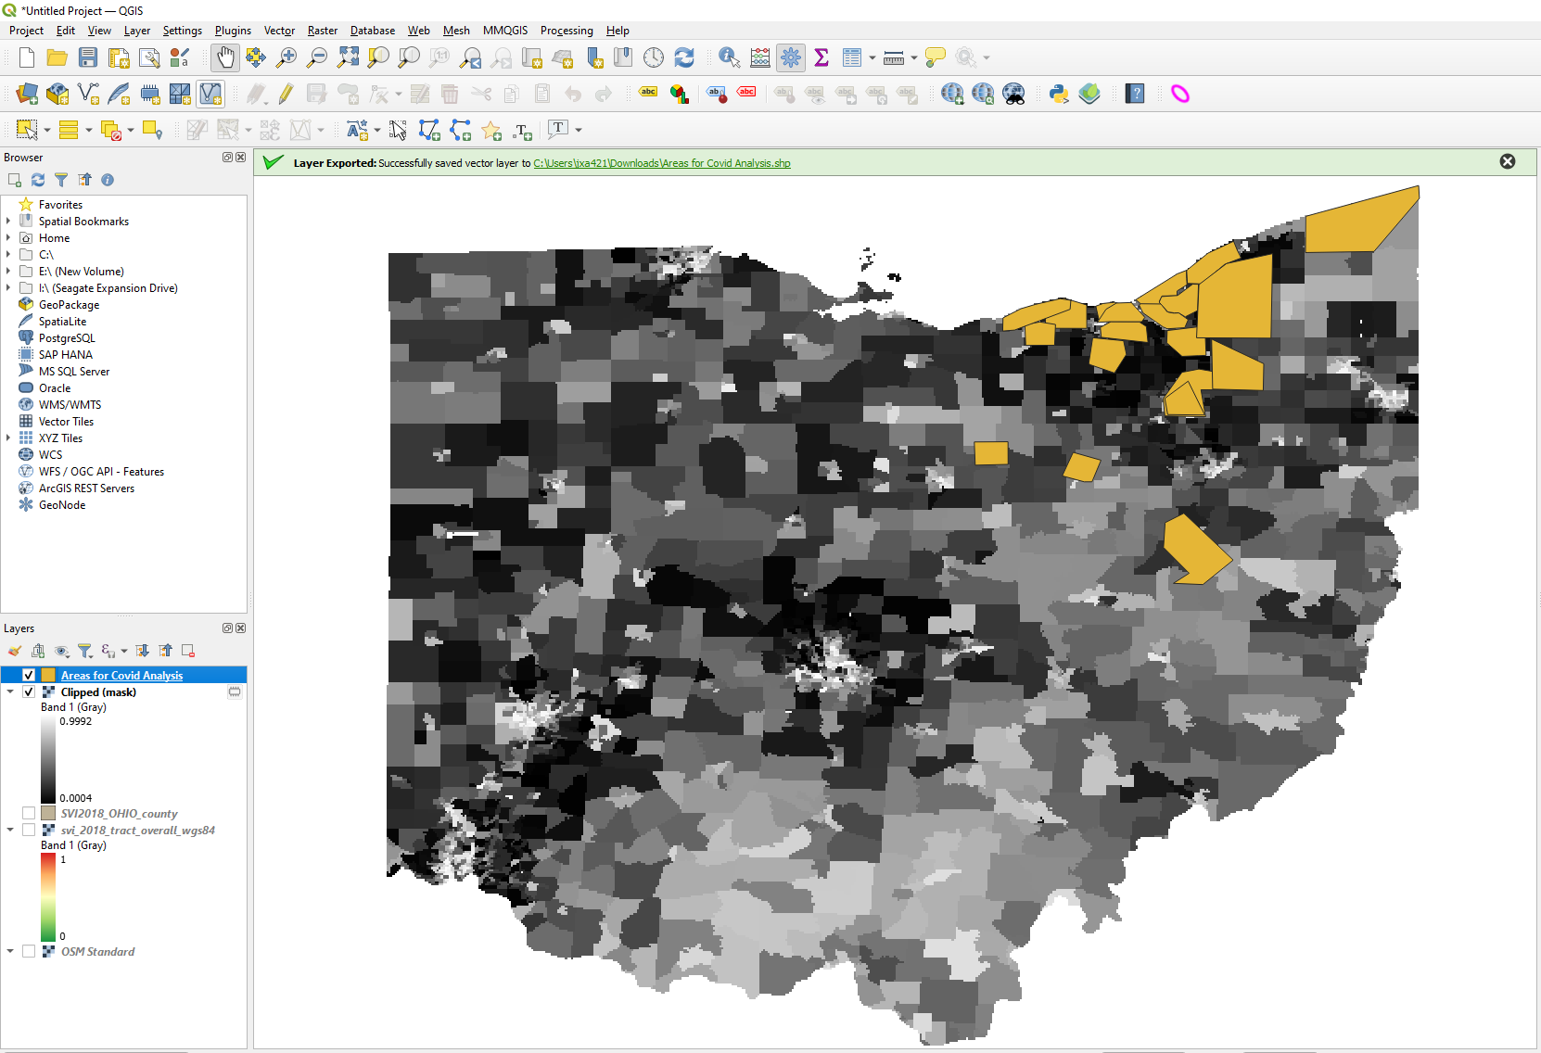 *Untitled Project — QGIS
Project Edit View Layer Settings Plugins Vector Raster Database Web Mesh MMQGIS Processing Help
Browser
Layer Exported: Successfully saved vector layer to C:\Users\jxa421\Downloads\Areas for Covid Analysis.shp
Favorites
Spatial Bookmarks
Home
C:\
E:\ (New Volume)
I:\ (Seagate Expansion Drive)
GeoPackage
SpatiaLite
PostgreSQL
SAP HANA
MS SQL Server
Oracle
WMS/WMTS
Vector Tiles
XYZ Tiles
WCS
WFS / OGC API - Features
ArcGIS REST Servers
GeoNode
Layers
Areas for Covid Analysis
Clipped (mask)
Band 1 (Gray)
0.9992
0.0004
SVI2018_OHIO_county
svi_2018_tract_overall_wgs84
Band 1 (Gray)
1
0
OSM Standard